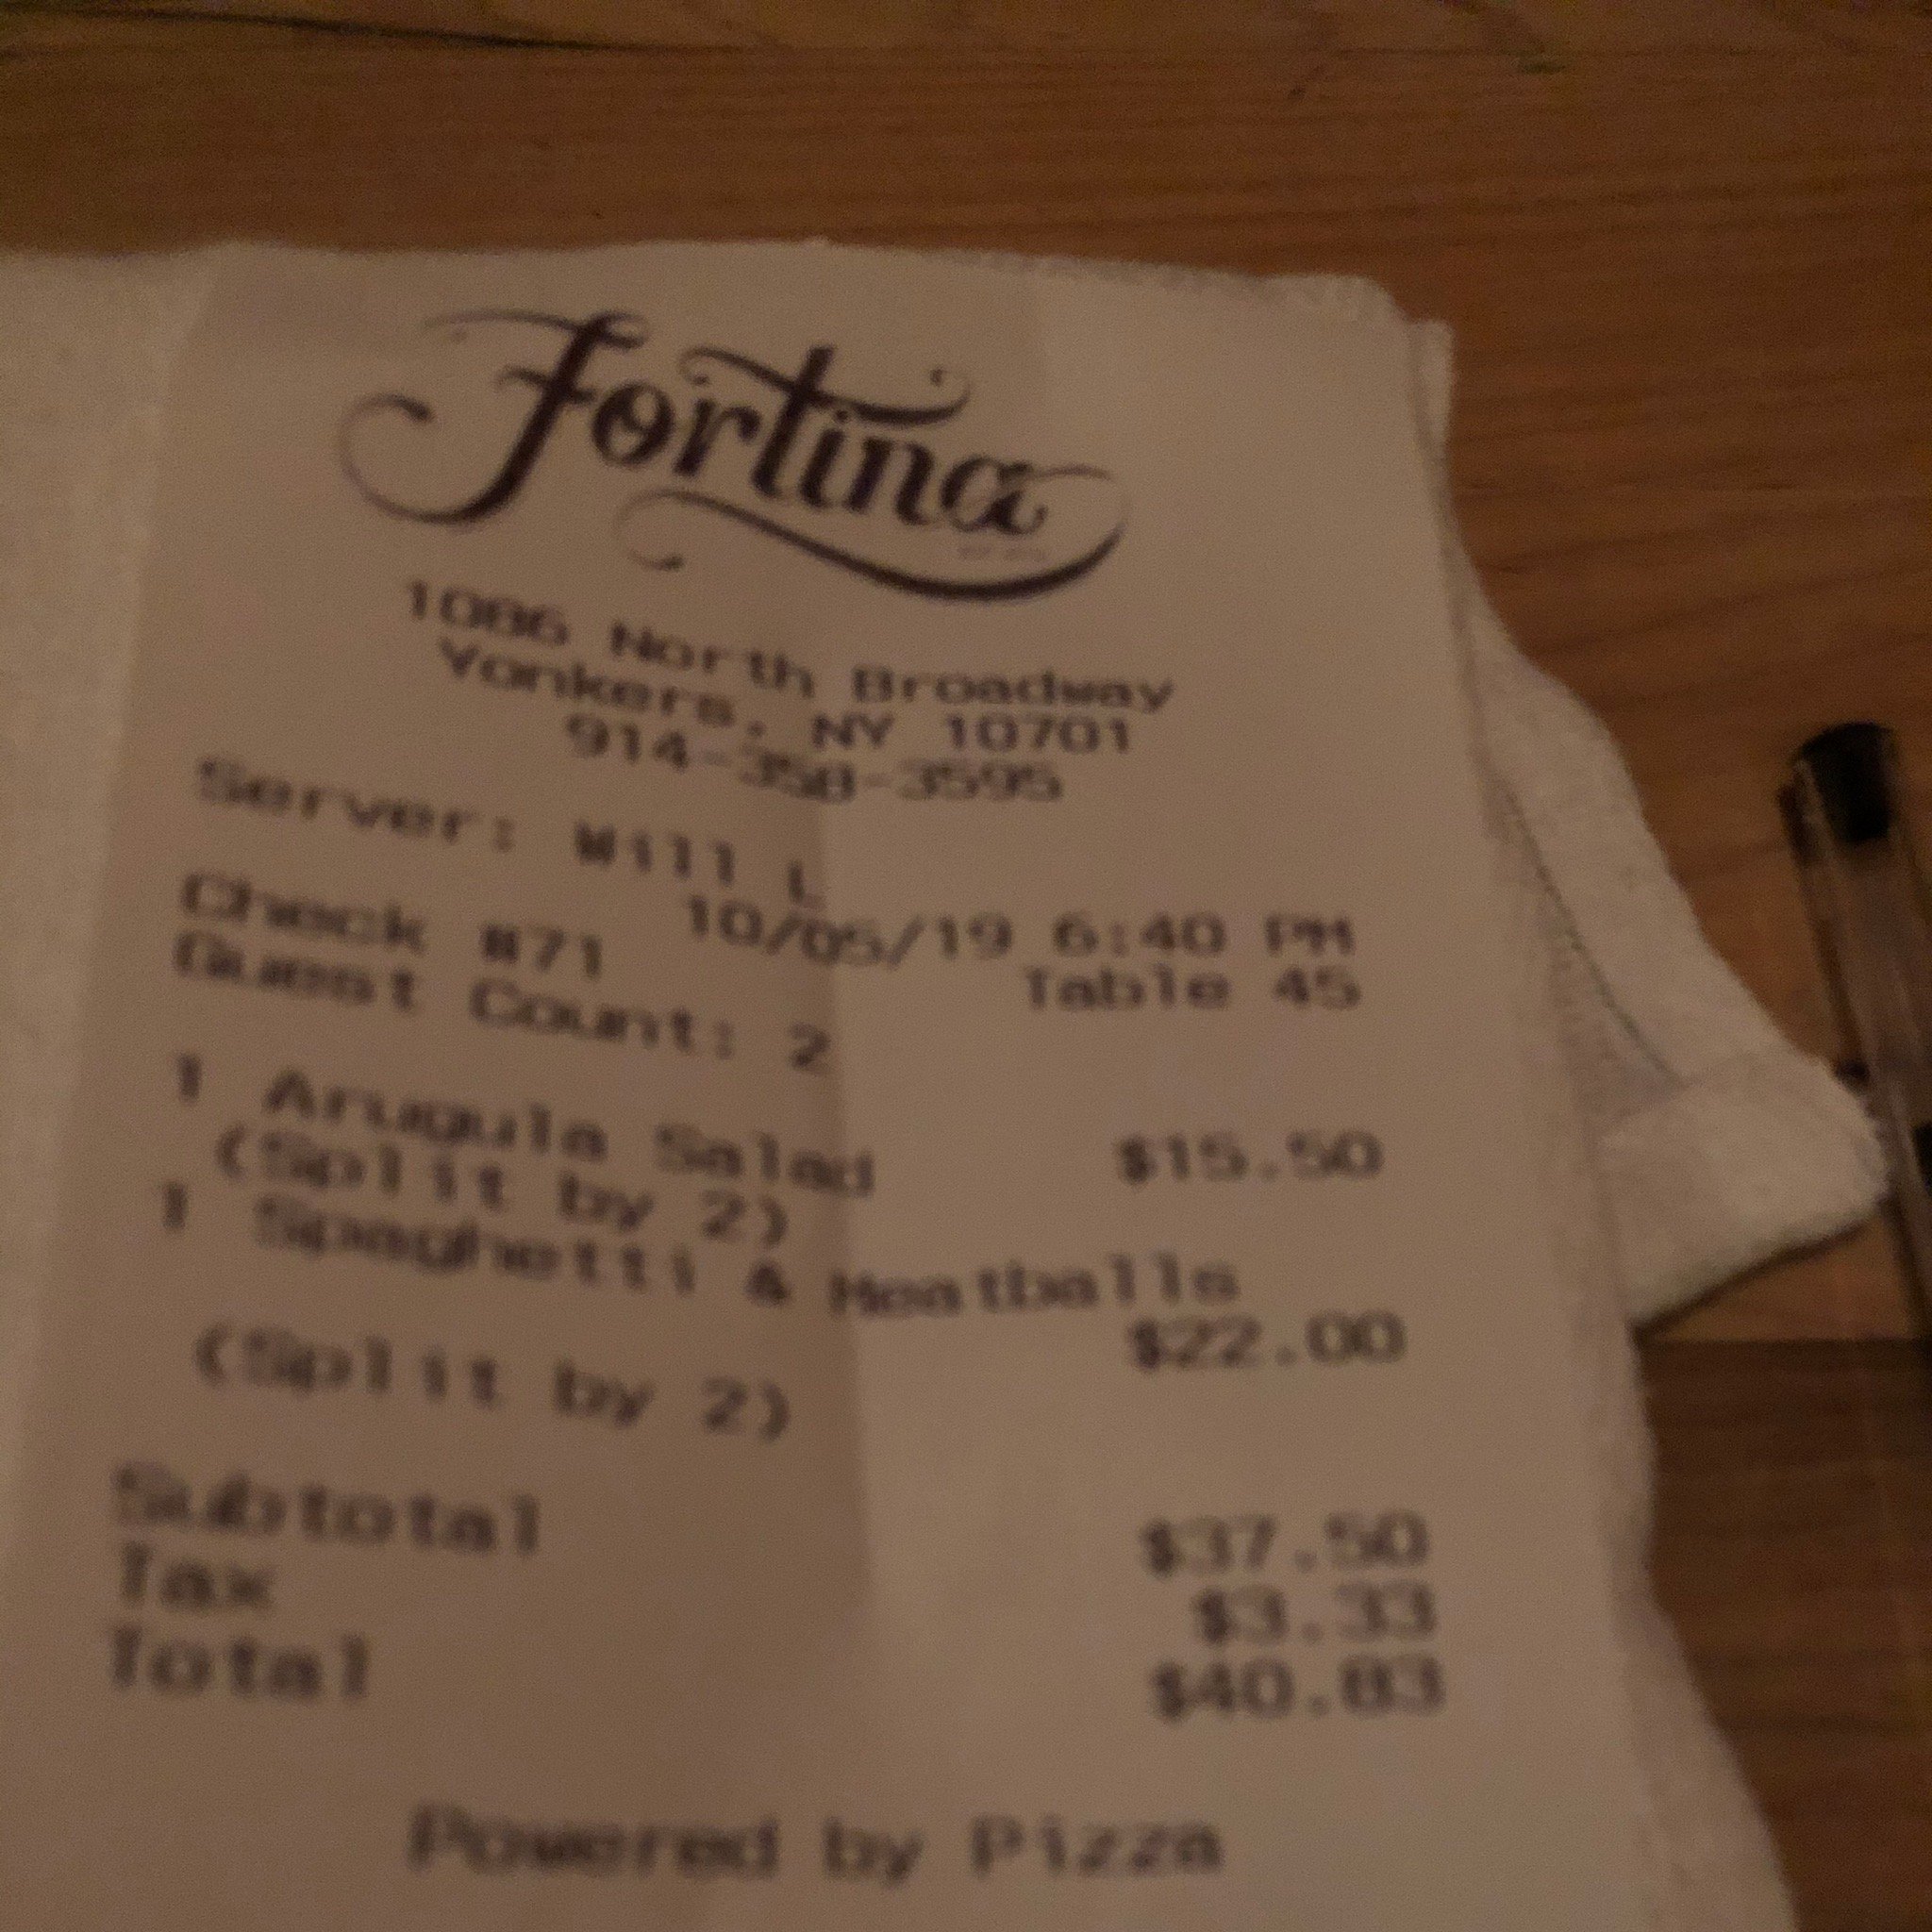 Fortina
1086 North Broadway
Yonkers, NY 10701
914-358-3595
Server: Will L
10/05/19 6:40 PM
Check #71
Table 45
Guest Count: 2
1 Arugula Salad $15.50
(Split by 2)
1 Spaghetti & Meatballs
$22.00
(Split by 2)
Subtotal $37.50
Tax $3.33
Total $40.83
Powered by Pizza